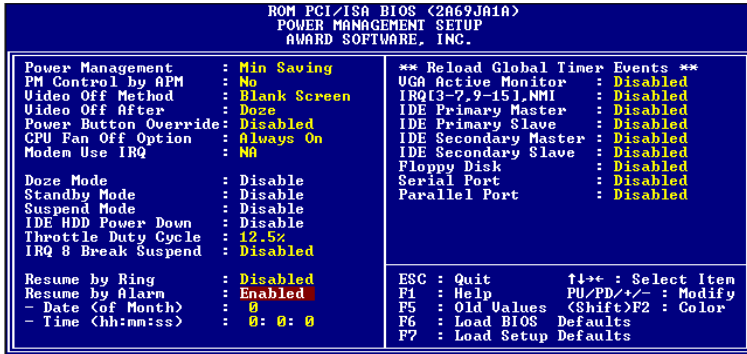 ROM PCI/ISA BIOS (2A69JA1A)
POWER MANAGEMENT SETUP
AWARD SOFTWARE, INC.
Power Management : Min Saving
PM Control by APM : No
Video Off Method : Blank Screen
Video Off After : Doze
Power Button Override: Disabled
CPU Fan Off Option : Always On
Modem Use IRQ : NA
Doze Mode : Disable
Standby Mode : Disable
Suspend Mode : Disable
IDE HDD Power Down : Disable
Throttle Duty Cycle : 12.5%
IRQ 8 Break Suspend : Disabled
Resume by Ring : Disabled
Resume by Alarm : Enabled
- Date (of Month) : 0
- Time (hh:mm:ss) : 0: 0: 0
** Reload Global Timer Events **
VGA Active Monitor : Disabled
IRQ[3-7,9-15],NMI : Disabled
IDE Primary Master : Disabled
IDE Primary Slave : Disabled
IDE Secondary Master : Disabled
IDE Secondary Slave : Disabled
Floppy Disk : Disabled
Serial Port : Disabled
Parallel Port : Disabled
ESC : Quit ↑↓→← : Select Item
F1 : Help PU/PD/+/- : Modify
F5 : Old Values (Shift)F2 : Color
F6 : Load BIOS Defaults
F7 : Load Setup Defaults